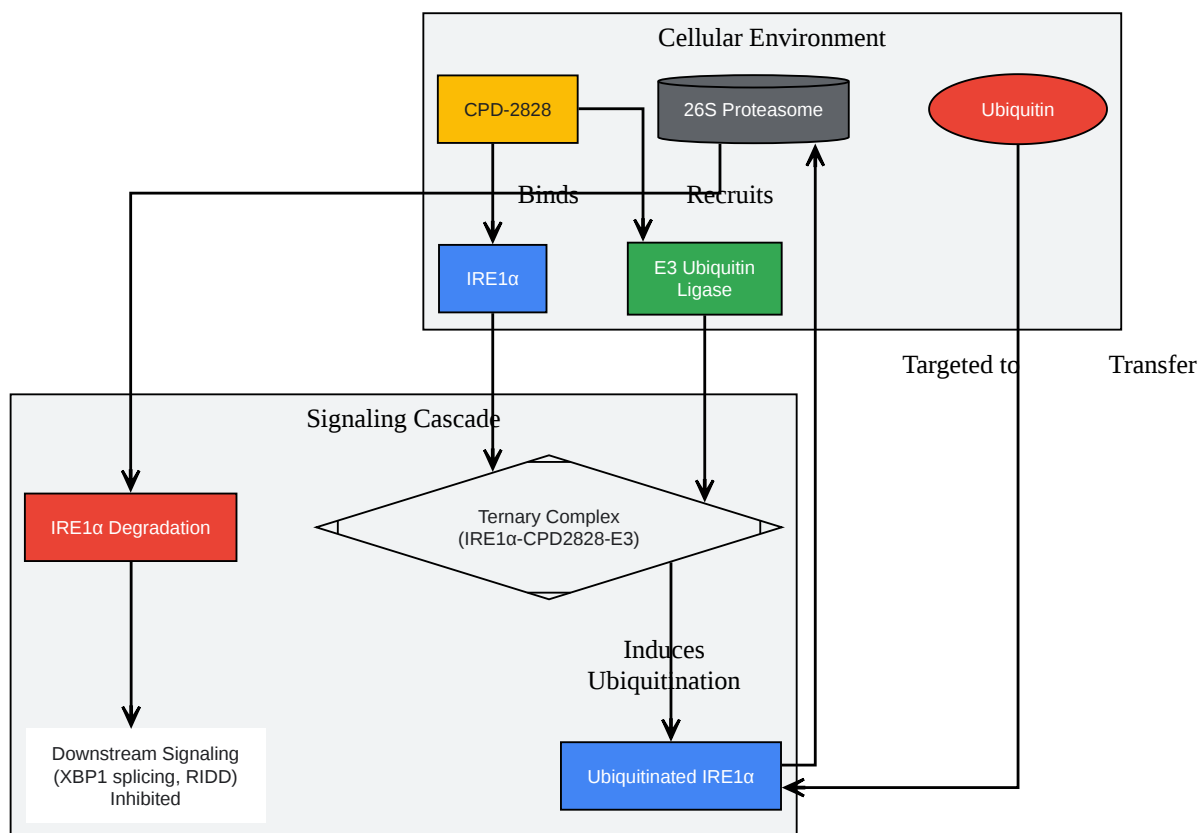 Cellular Environment
CPD-2828
26S Proteasome
Ubiquitin
Binds
Recruits
IRE1α
E3 Ubiquitin
Ligase
Targeted to
Transfer
Signaling Cascade
IRE1α Degradation
Ternary Complex
(IRE1α-CPD2828-E3)
Induces
Ubiquitination
Downstream Signaling
(XBP1 splicing, RIDD)
Inhibited
Ubiquitinated IRE1α